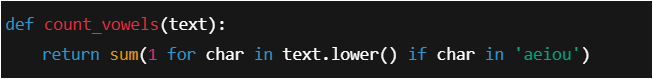 def count_vowels(text):
    return sum(1 for char in text.lower() if char in 'aeiou')